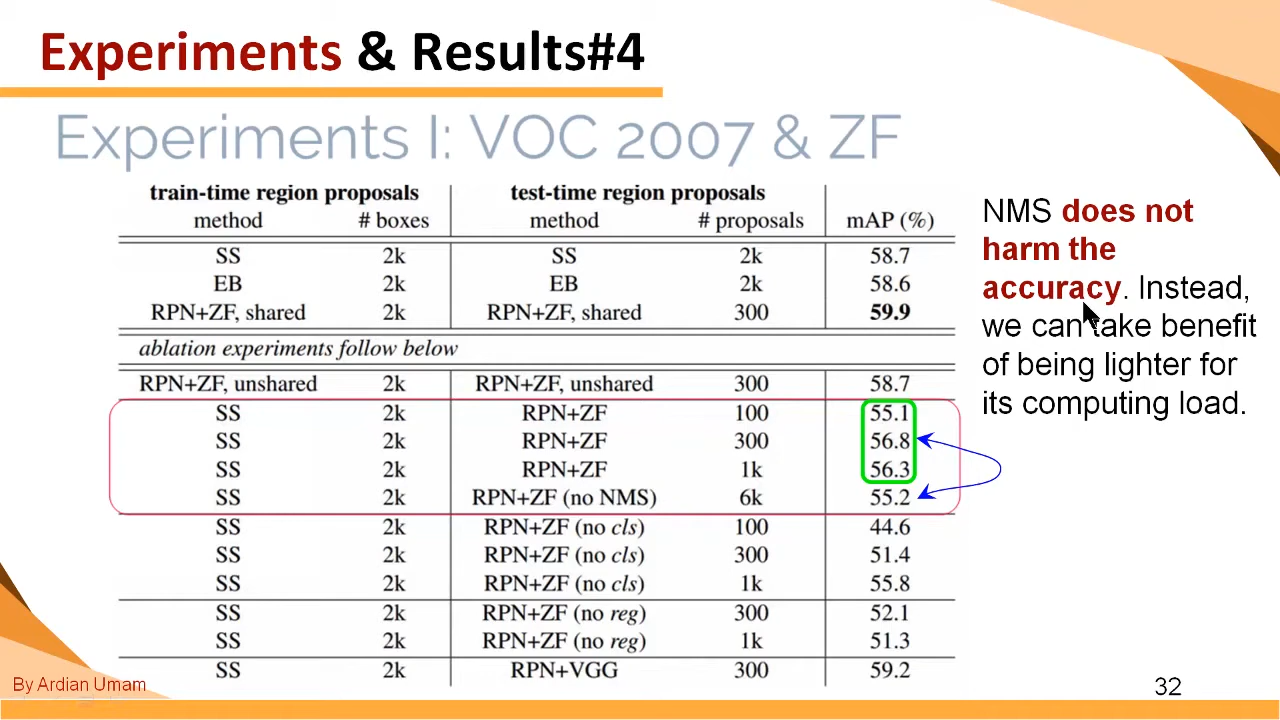 Experiments & Results#4
Experiments I: VOC 2007 & ZF
train-time region proposals test-time region proposals
method # boxes method # proposals mAP (%)
SS 2k SS 2k 58.7
EB 2k EB 2k 58.6
RPN+ZF, shared 2k RPN+ZF, shared 300 59.9
ablation experiments follow below
RPN+ZF, unshared 2k RPN+ZF, unshared 300 58.7
SS 2k RPN+ZF 100 55.1
SS 2k RPN+ZF 300 56.8
SS 2k RPN+ZF 1k 56.3
SS 2k RPN+ZF (no NMS) 6k 55.2
SS 2k RPN+ZF (no cls) 100 44.6
SS 2k RPN+ZF (no cls) 300 51.4
SS 2k RPN+ZF (no cls) 1k 55.8
SS 2k RPN+ZF (no reg) 300 52.1
SS 2k RPN+ZF (no reg) 1k 51.3
SS 2k RPN+VGG 300 59.2
NMS does not
harm the
accuracy. Instead,
we can take benefit
of being lighter for
its computing load.
By Ardian Umam
32